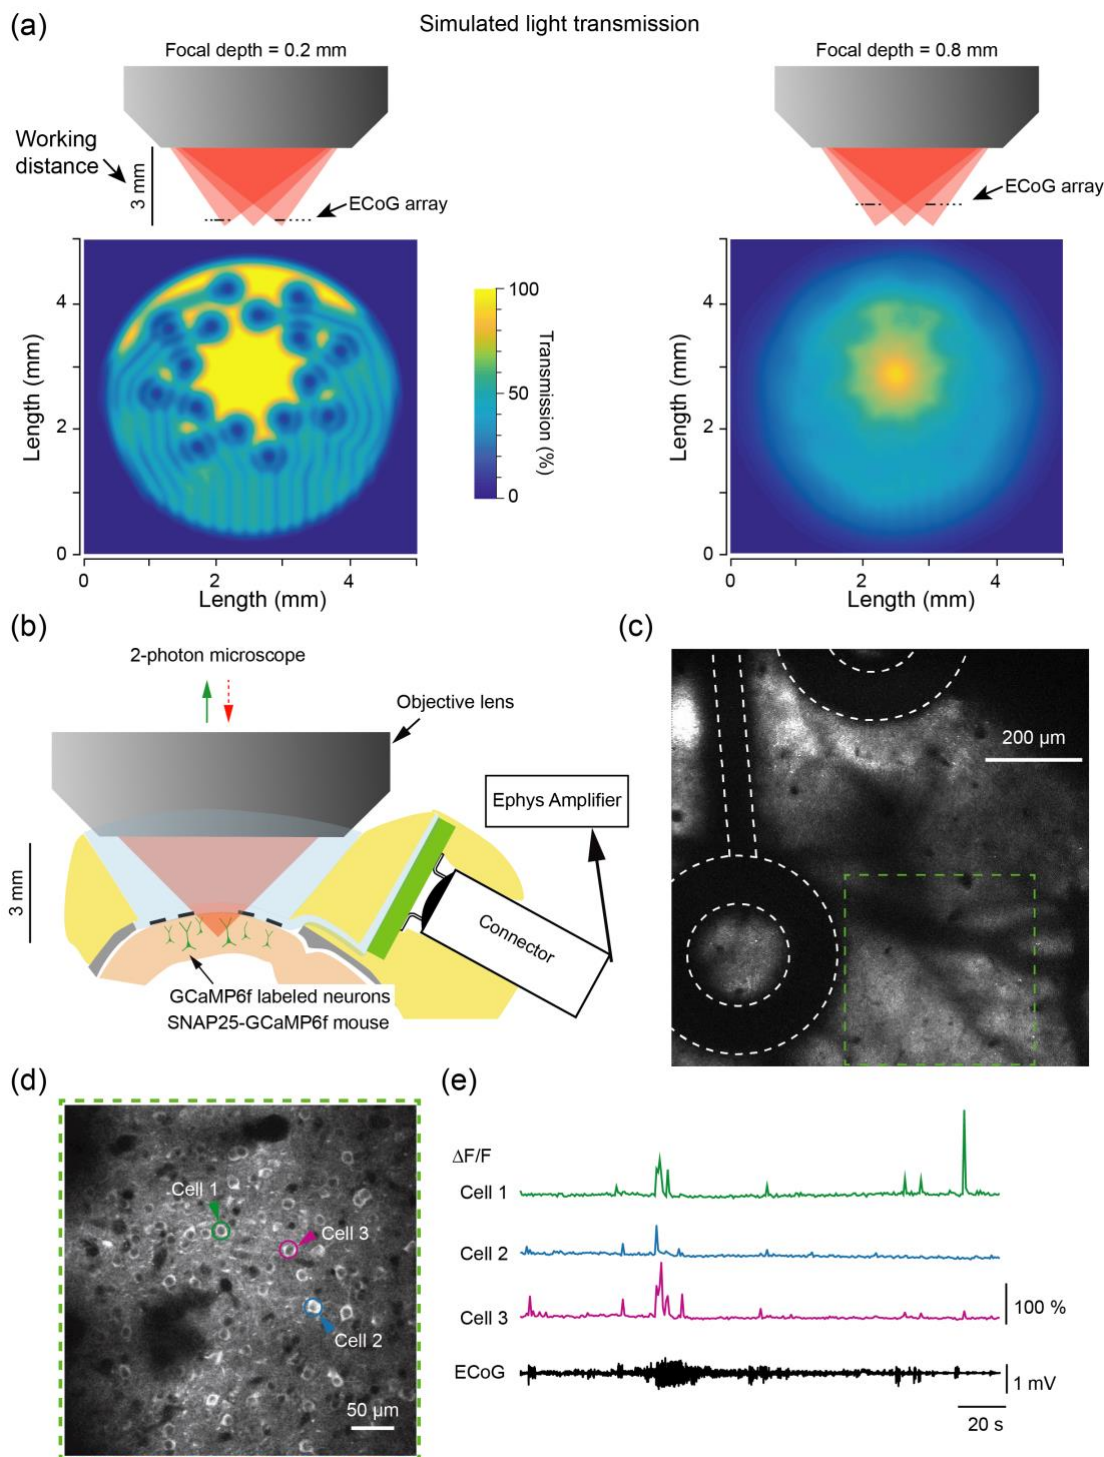 (a)
Simulated light transmission
Focal depth = 0.2 mm
Focal depth = 0.8 mm
Working
distance
3 mm
ECoG array
ECoG array
Length (mm)
4
2
0
0
2
4
Length (mm)
100
50
0
Transmission (%)
Length (mm)
4
2
0
0
2
4
Length (mm)
(b)
2-photon microscope
Objective lens
Ephys Amplifier
3 mm
Connector
GCaMP6f labeled neurons
SNAP25-GCaMP6f mouse
(c)
200 µm
(d)
Cell 1
Cell 3
Cell 2
50 µm
(e)
ΔF/F
Cell 1
Cell 2
Cell 3
100 %
ECoG
1 mV
20 s